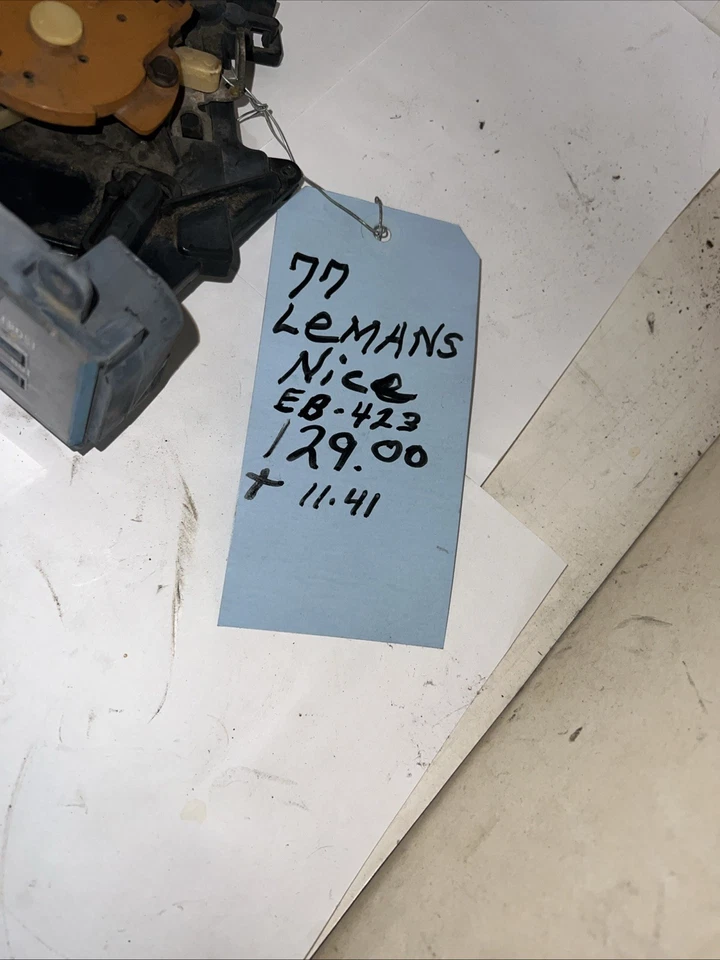 77
LeMANS
Nice
EB-423
129.00
+ 11.41